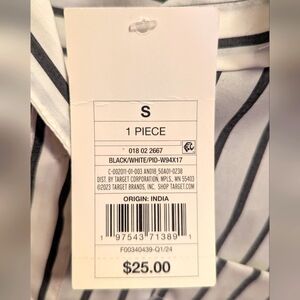 S
1 PIECE
018 02 2667
BLACK/WHITE/PID-W94X17
C-002011-01-003 AND18_50A01-0238
DIST. BY TARGET CORPORATION, MPLS, MN 55403
©2023 TARGET BRANDS, INC. SHOP TARGET.COM
ORIGIN: INDIA
1 97543 71389 1
F00340439-Q1/24
$25.00